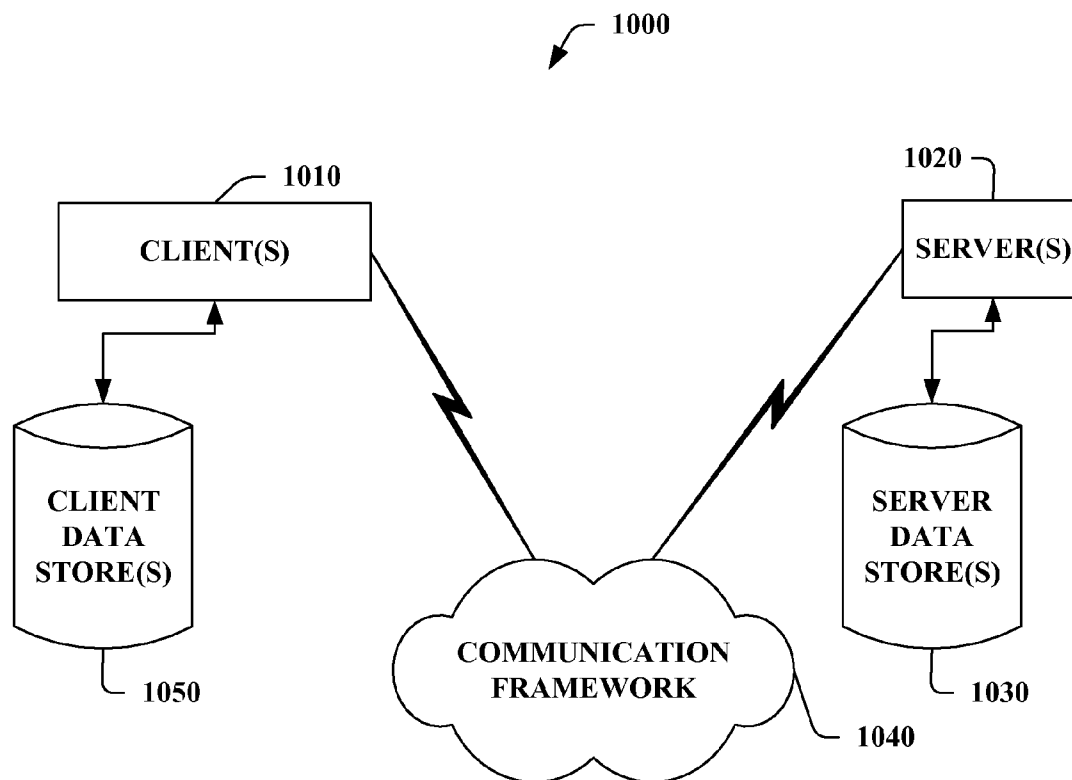 1000
1010
1020
CLIENT(S)
SERVER(S)
CLIENT
DATA
STORE(S)
SERVER
DATA
STORE(S)
COMMUNICATION
FRAMEWORK
1050
1030
1040